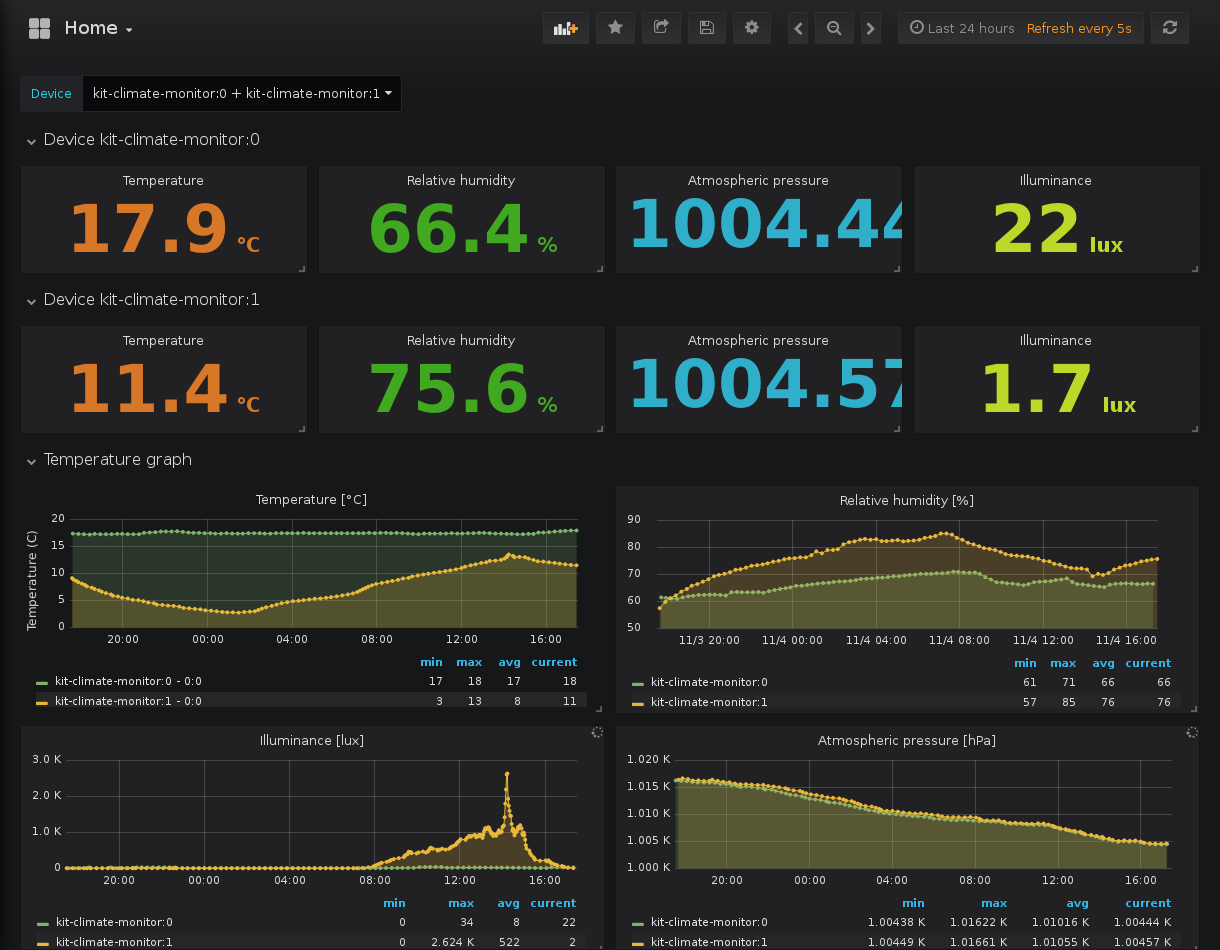 Home
Last 24 hours Refresh every 5s
Device kit-climate-monitor:0 + kit-climate-monitor:1
Device kit-climate-monitor:0
Temperature Relative humidity Atmospheric pressure Illuminance
17.9 °C 66.4 % 1004.44 22 lux
Device kit-climate-monitor:1
Temperature Relative humidity Atmospheric pressure Illuminance
11.4 °C 75.6 % 1004.57 1.7 lux
Temperature graph
Temperature [°C]
Temperature (C)
20
15
10
5
0
20:00 00:00 04:00 08:00 12:00 16:00
min max avg current
kit-climate-monitor:0 - 0:0 17 18 17 18
kit-climate-monitor:1 - 0:0 3 13 8 11
Relative humidity [%]
90
80
70
60
50
11/3 20:00 11/4 00:00 11/4 04:00 11/4 08:00 11/4 12:00 11/4 16:00
min max avg current
kit-climate-monitor:0 61 71 66 66
kit-climate-monitor:1 57 85 76 76
Illuminance [lux]
3.0 K
2.0 K
1.0 K
0
20:00 00:00 04:00 08:00 12:00 16:00
min max avg current
kit-climate-monitor:0 0 34 8 22
kit-climate-monitor:1 0 2.624 K 522 2
Atmospheric pressure [hPa]
1.020 K
1.015 K
1.010 K
1.005 K
1.000 K
20:00 00:00 04:00 08:00 12:00 16:00
min max avg current
kit-climate-monitor:0 1.00438 K 1.01622 K 1.01016 K 1.00444 K
kit-climate-monitor:1 1.00449 K 1.01661 K 1.01055 K 1.00457 K